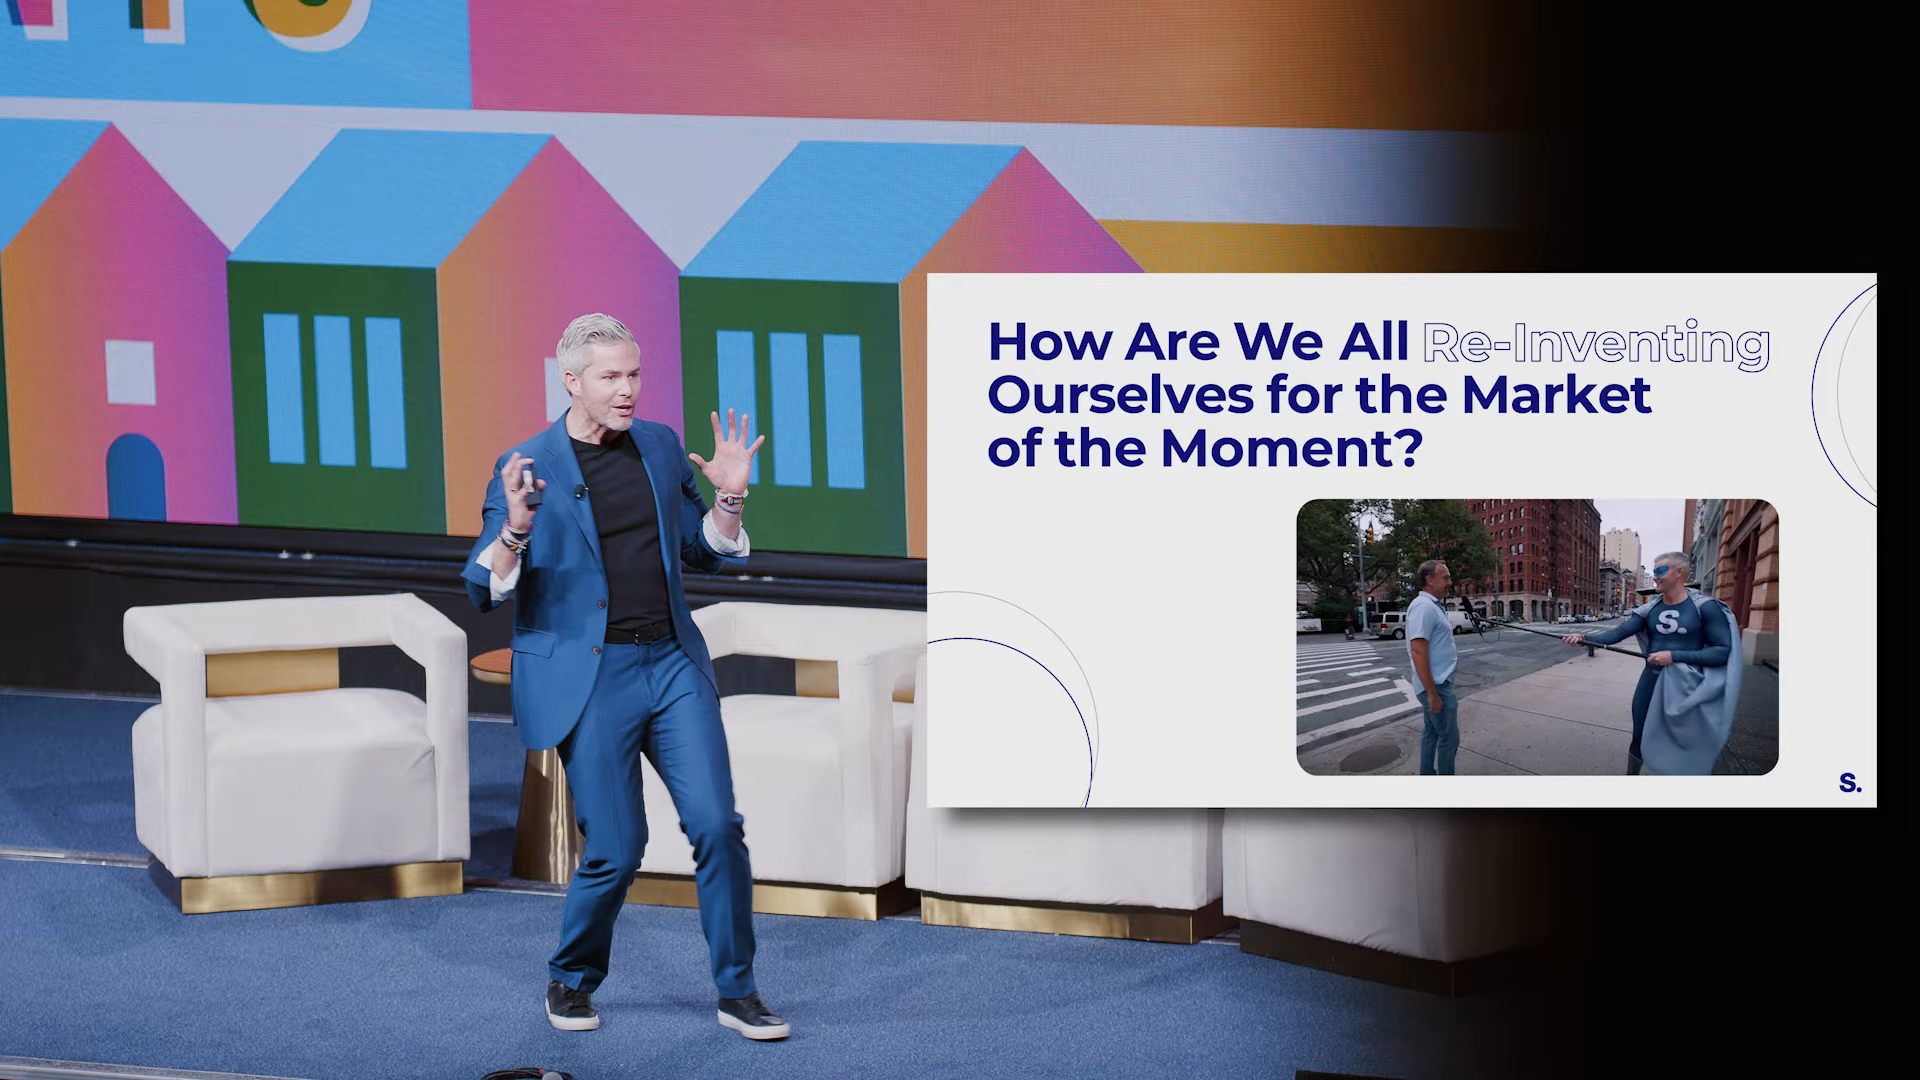 How Are We All Re-Inventing
Ourselves for the Market
of the Moment?
S.
S.